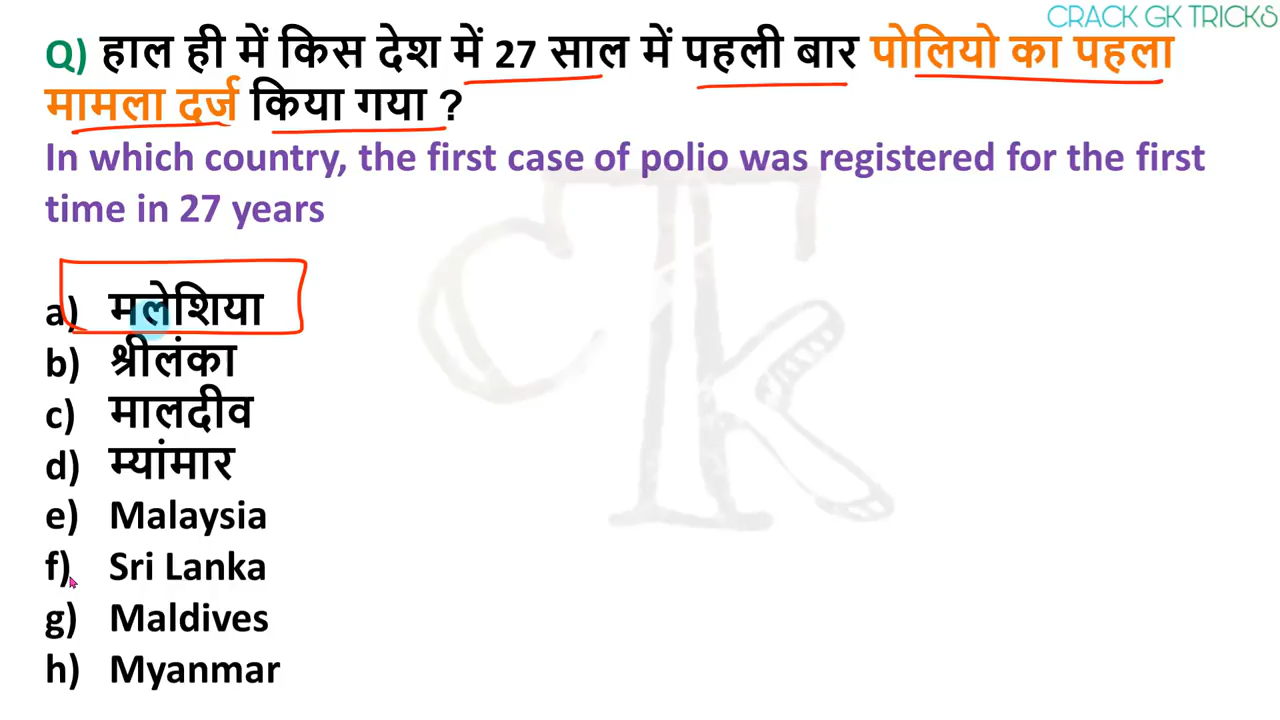 CRACK GK TRICKS
Q) हाल ही में किस देश में 27 साल में पहली बार पोलियो का पहला
मामला दर्ज किया गया ?
In which country, the first case of polio was registered for the first
time in 27 years
a) मलेशिया
b) श्रीलंका
c) मालदीव
d) म्यांमार
e) Malaysia
f) Sri Lanka
g) Maldives
h) Myanmar
CTk